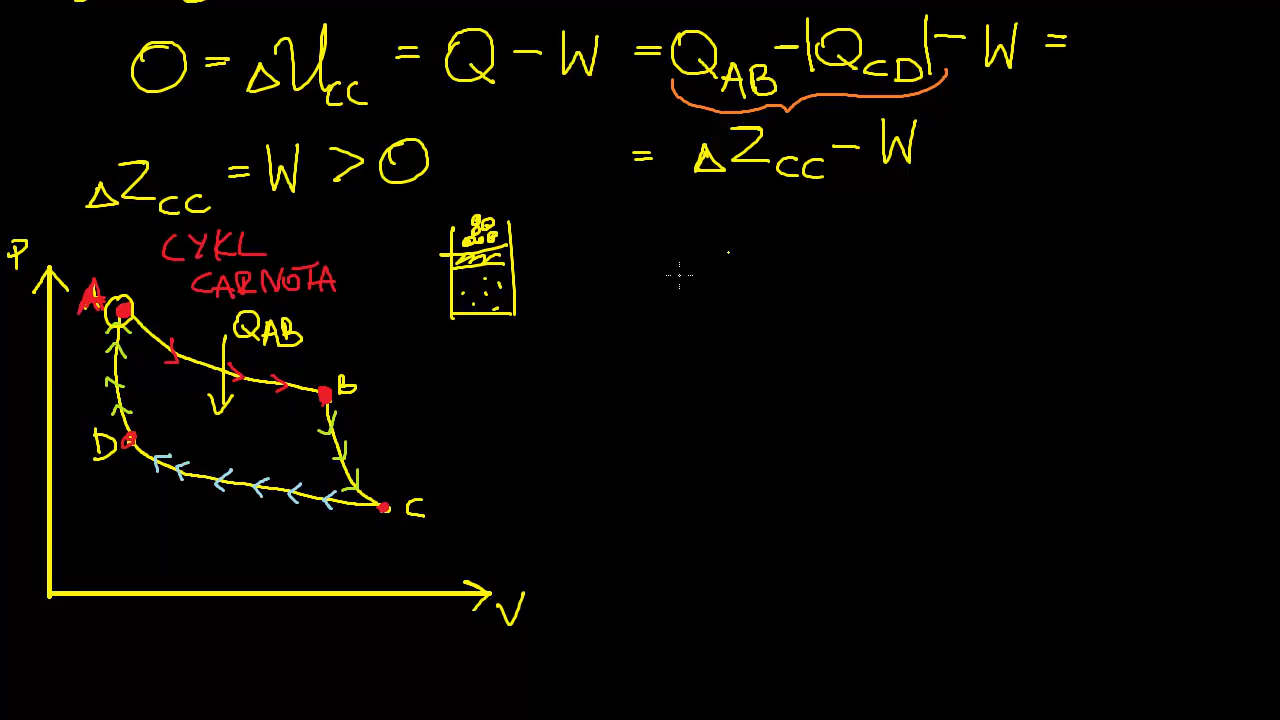 0 = ΔU_CC = Q − W = Q_AB − |Q_CD| − W =
= ΔZ_CC − W
ΔZ_CC = W > 0
P
CYKL
CARNOTA
A
Q_AB
B
D
C
V